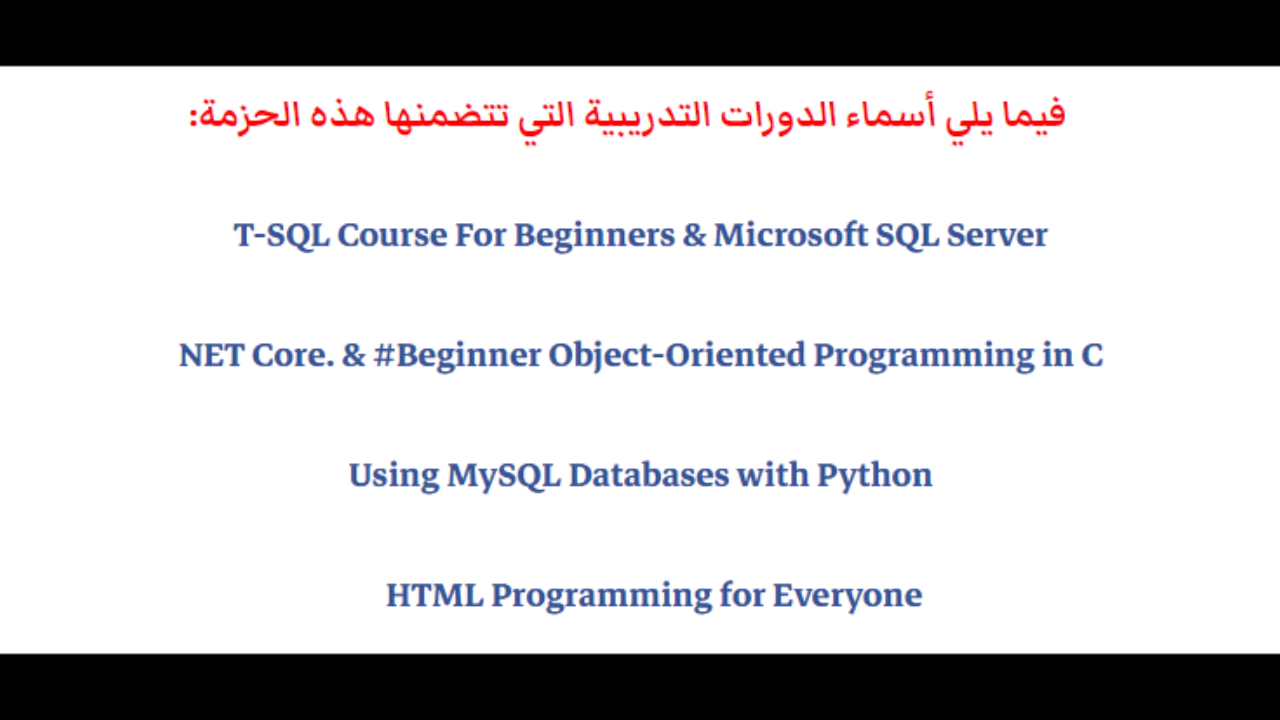 فيما يلي أسماء الدورات التدريبية التي تتضمنها هذه الحزمة:
T-SQL Course For Beginners & Microsoft SQL Server
NET Core. & #Beginner Object-Oriented Programming in C
Using MySQL Databases with Python
HTML Programming for Everyone